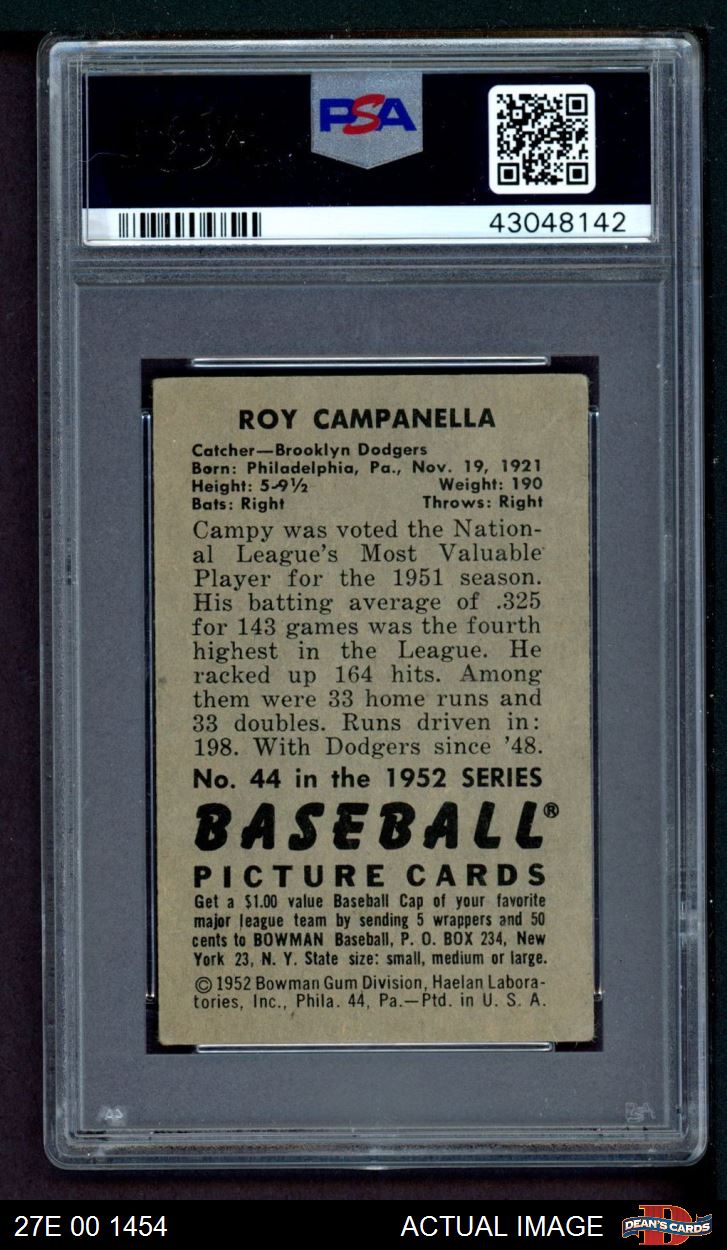 PSA
43048142
ROY CAMPANELLA
Catcher—Brooklyn Dodgers
Born: Philadelphia, Pa., Nov. 19, 1921
Height: 5-9½ Weight: 190
Bats: Right Throws: Right
Campy was voted the Nation-
al League's Most Valuable
Player for the 1951 season.
His batting average of .325
for 143 games was the fourth
highest in the League. He
racked up 164 hits. Among
them were 33 home runs and
33 doubles. Runs driven in:
198. With Dodgers since '48.
No. 44 in the 1952 SERIES
BASEBALL®
PICTURE CARDS
Get a $1.00 value Baseball Cap of your favorite
major league team by sending 5 wrappers and 50
cents to BOWMAN Baseball, P. O. BOX 234, New
York 23, N. Y. State size: small, medium or large.
© 1952 Bowman Gum Division, Haelan Labora-
tories, Inc., Phila. 44, Pa.—Ptd. in U. S. A.
27E 00 1454 ACTUAL IMAGE DEAN'S CARDS